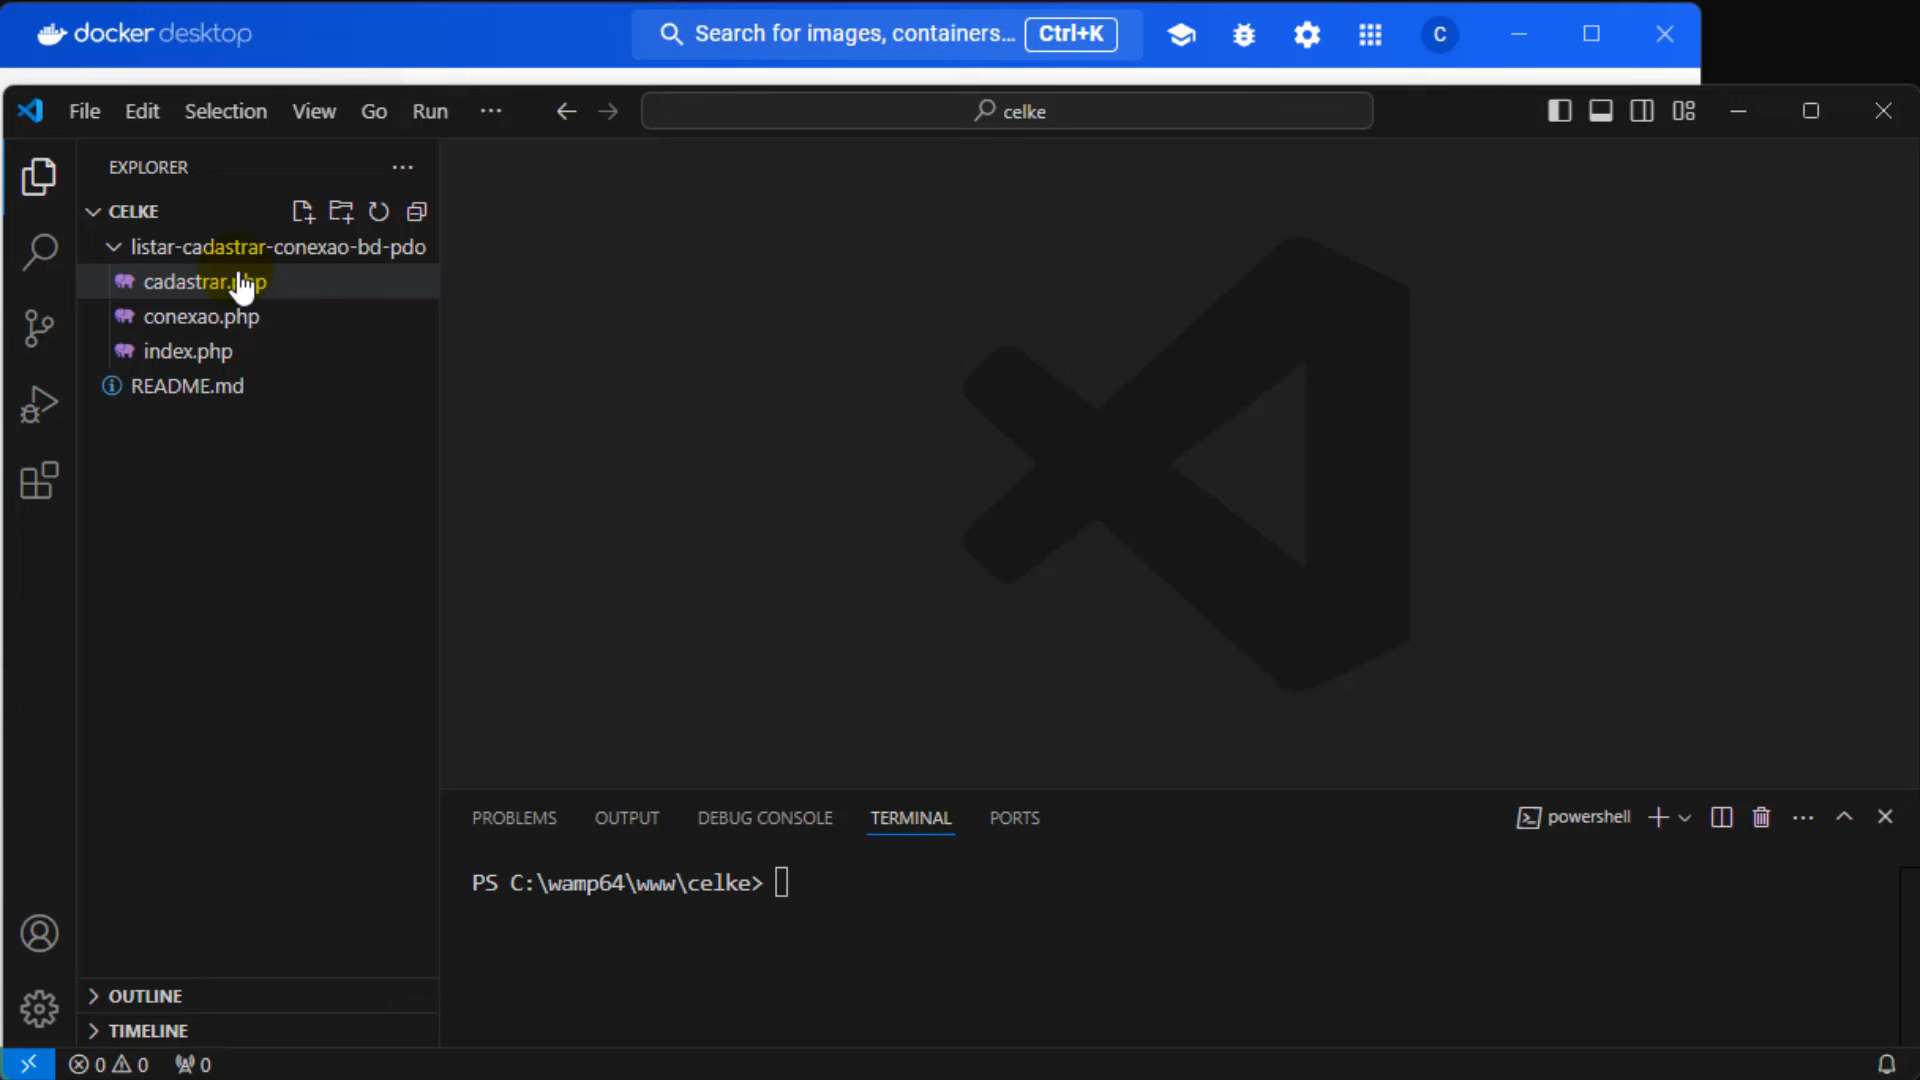 docker desktop
Search for images, containers... Ctrl+K
C
File Edit Selection View Go Run
celke
EXPLORER
CELKE
listar-cadastrar-conexao-bd-pdo
cadastrar.php
conexao.php
index.php
README.md
PROBLEMS OUTPUT DEBUG CONSOLE TERMINAL PORTS
powershell
PS C:\wamp64\www\celke>
OUTLINE
TIMELINE
0 0 0